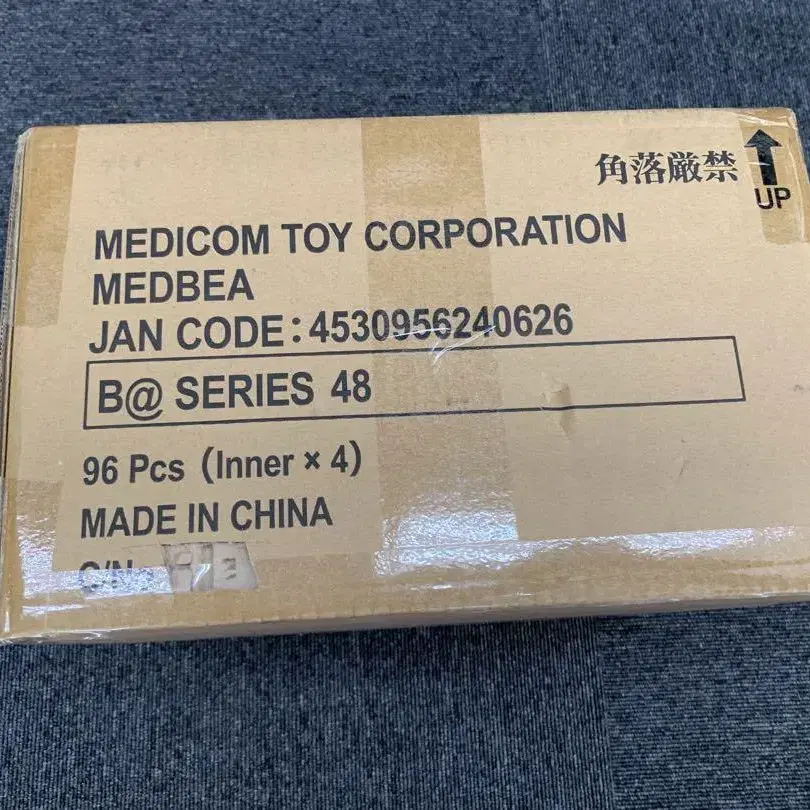 角落厳禁
UP
MEDICOM TOY CORPORATION
MEDBEA
JAN CODE:4530956240626
B@ SERIES 48
96 Pcs (Inner × 4)
MADE IN CHINA
C/N :